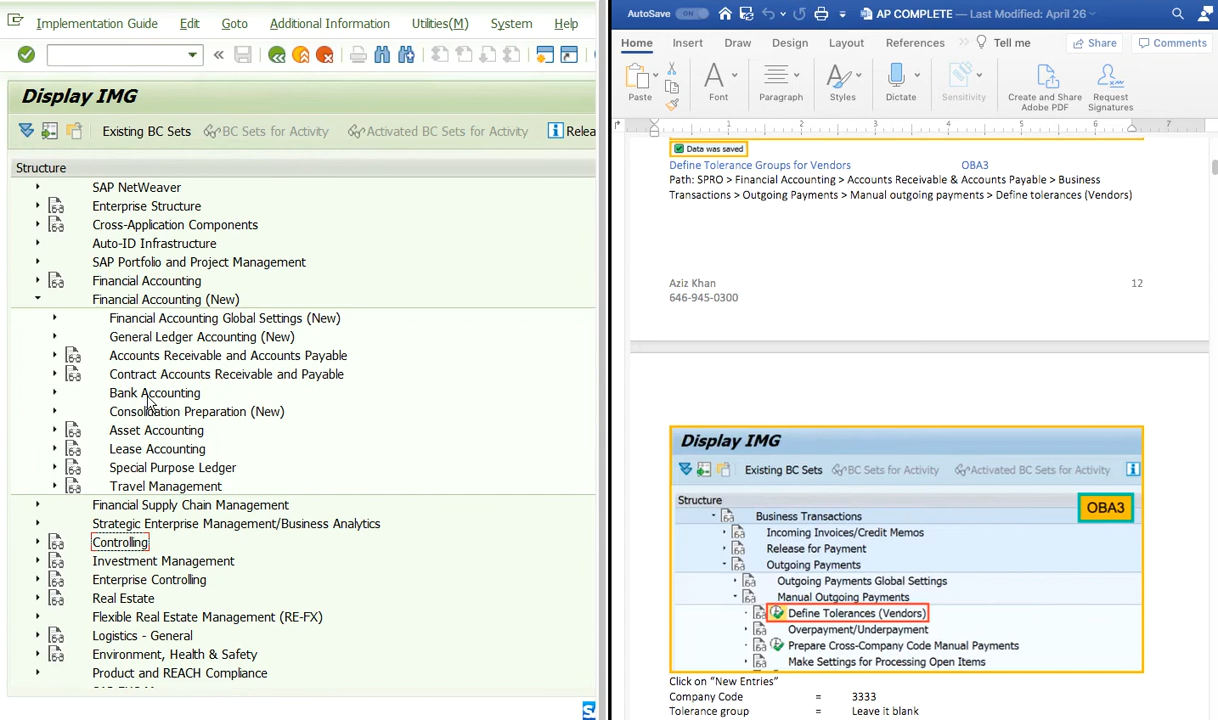 Implementation Guide Edit Goto Additional Information Utilities(M) System Help
Display IMG
Existing BC Sets BC Sets for Activity Activated BC Sets for Activity Relea
Structure
SAP NetWeaver
Enterprise Structure
Cross-Application Components
Auto-ID Infrastructure
SAP Portfolio and Project Management
Financial Accounting
Financial Accounting (New)
Financial Accounting Global Settings (New)
General Ledger Accounting (New)
Accounts Receivable and Accounts Payable
Contract Accounts Receivable and Payable
Bank Accounting
Consolidation Preparation (New)
Asset Accounting
Lease Accounting
Special Purpose Ledger
Travel Management
Financial Supply Chain Management
Strategic Enterprise Management/Business Analytics
Controlling
Investment Management
Enterprise Controlling
Real Estate
Flexible Real Estate Management (RE-FX)
Logistics - General
Environment, Health & Safety
Product and REACH Compliance
AutoSave ON AP COMPLETE — Last Modified: April 26
Home Insert Draw Design Layout References Tell me Share Comments
Paste Font Paragraph Styles Dictate Sensitivity Create and Share Adobe PDF Request Signatures
1 2 3 4 5 6 7
Data was saved
Define Tolerance Groups for Vendors OBA3
Path: SPRO > Financial Accounting > Accounts Receivable & Accounts Payable > Business
Transactions > Outgoing Payments > Manual outgoing payments > Define tolerances (Vendors)
Aziz Khan 12
646-945-0300
Display IMG
Existing BC Sets BC Sets for Activity Activated BC Sets for Activity
Structure
OBA3
Business Transactions
Incoming Invoices/Credit Memos
Release for Payment
Outgoing Payments
Outgoing Payments Global Settings
Manual Outgoing Payments
Define Tolerances (Vendors)
Overpayment/Underpayment
Prepare Cross-Company Code Manual Payments
Make Settings for Processing Open Items
Click on “New Entries”
Company Code = 3333
Tolerance group = Leave it blank